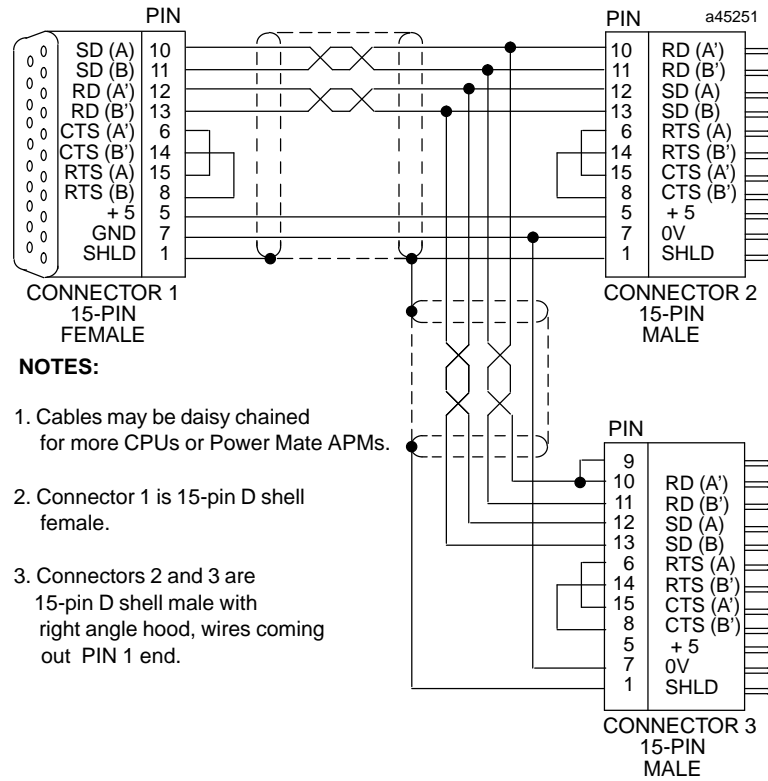 PIN
SD (A) 10
SD (B) 11
RD (A') 12
RD (B') 13
CTS (A') 6
CTS (B') 14
RTS (A) 15
RTS (B) 8
+ 5 5
GND 7
SHLD 1
CONNECTOR 1
15-PIN
FEMALE
PIN a45251
10 RD (A')
11 RD (B')
12 SD (A)
13 SD (B)
6 RTS (A)
14 RTS (B')
15 CTS (A')
8 CTS (B')
5 + 5
7 0V
1 SHLD
CONNECTOR 2
15-PIN
MALE
NOTES:
1. Cables may be daisy chained
for more CPUs or Power Mate APMs.
2. Connector 1 is 15-pin D shell
female.
3. Connectors 2 and 3 are
15-pin D shell male with
right angle hood, wires coming
out PIN 1 end.
PIN
9
10 RD (A')
11 RD (B')
12 SD (A)
13 SD (B)
6 RTS (A)
14 RTS (B')
15 CTS (A')
8 CTS (B')
5 + 5
7 0V
1 SHLD
CONNECTOR 3
15-PIN
MALE